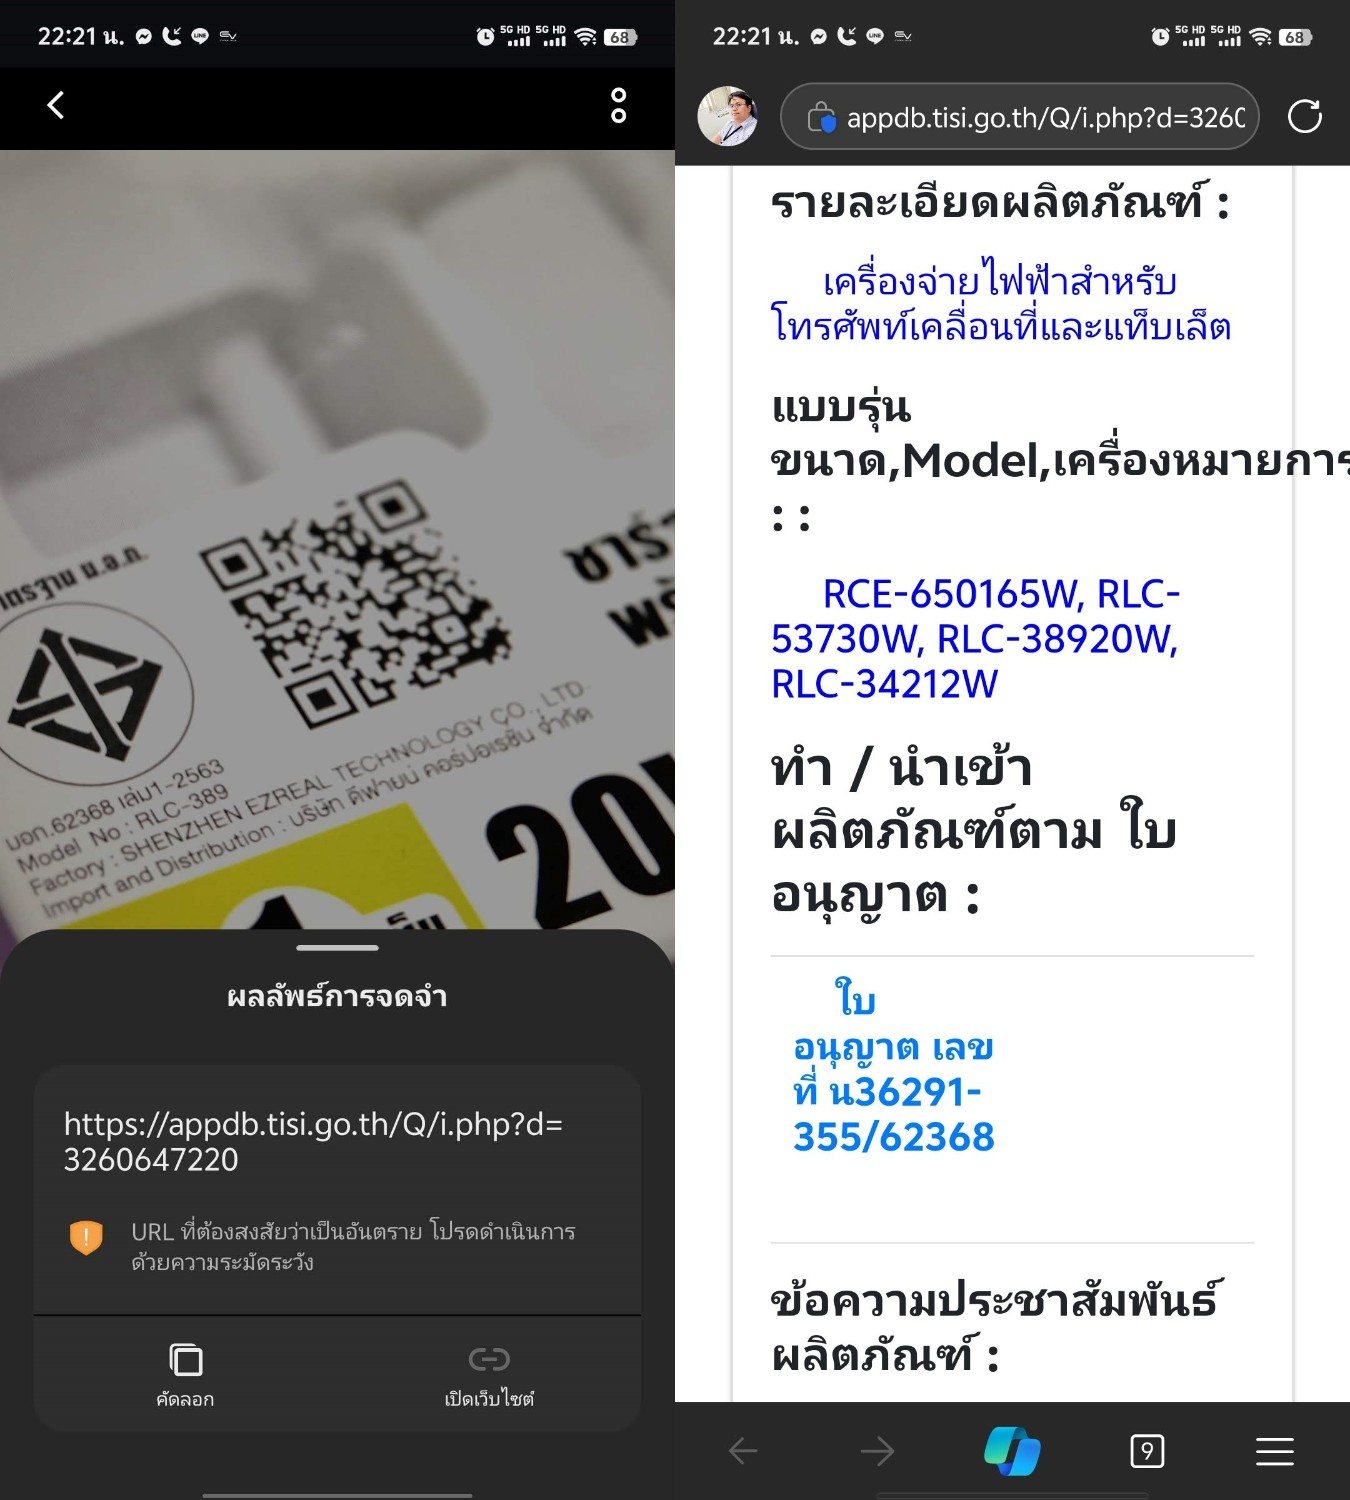 22:21 น.
5G HD 5G HD 68
มาตรฐาน ม.อ.ก.
มอก.62368 เล่ม1-2563
Model No : RLC-389
Factory : SHENZHEN EZREAL TECHNOLOGY CO., LTD.
Import and Distribution : บริษัท ดีฟายน์ คอร์ปอเรชั่น จำกัด
20
ผลลัพธ์การจดจำ
https://appdb.tisi.go.th/Q/i.php?d=
3260647220
URL ที่ต้องสงสัยว่าเป็นอันตราย โปรดดำเนินการ
ด้วยความระมัดระวัง
คัดลอก
เปิดเว็บไซต์
22:21 น.
5G HD 5G HD 68
appdb.tisi.go.th/Q/i.php?d=3260
รายละเอียดผลิตภัณฑ์ :
เครื่องจ่ายไฟฟ้าสำหรับ
โทรศัพท์เคลื่อนที่และแท็บเล็ต
แบบรุ่น
ขนาด,Model,เครื่องหมายการ
: :
RCE-650165W, RLC-
53730W, RLC-38920W,
RLC-34212W
ทำ / นำเข้า
ผลิตภัณฑ์ตาม ใบ
อนุญาต :
ใบ
อนุญาต เลข
ที่ น36291-
355/62368
ข้อความประชาสัมพันธ์
ผลิตภัณฑ์ :
9